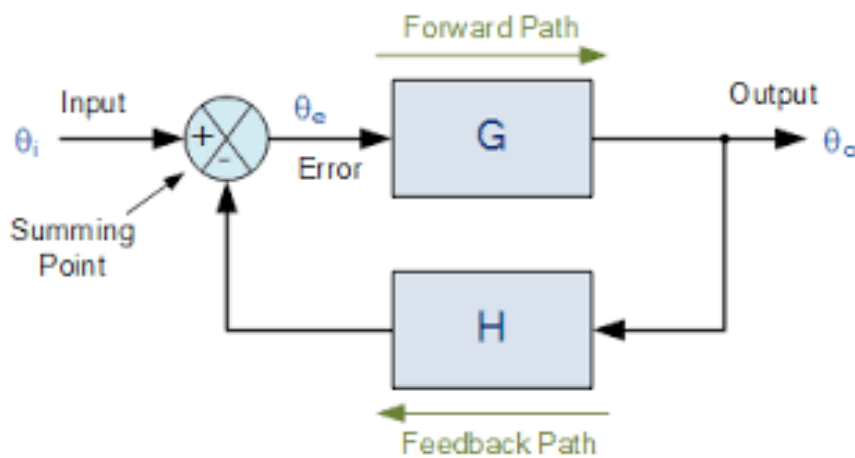 Forward Path
Input
θi
+
-
θe
Error
G
Output
θo
Summing
Point
H
Feedback Path